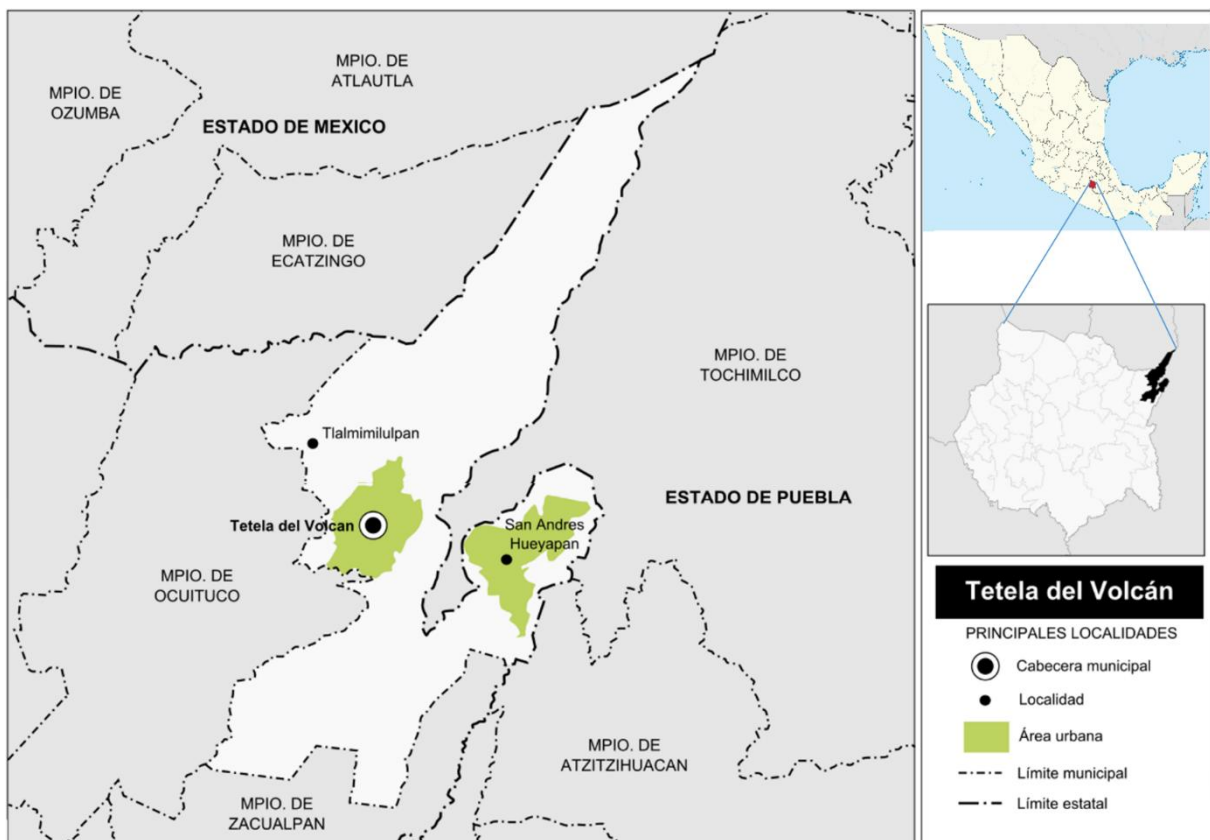 MPIO. DE
ATLAUTLA
MPIO. DE
OZUMBA
ESTADO DE MEXICO
MPIO. DE
ECATZINGO
MPIO. DE
TOCHIMILCO
Tlalmimilulpan
ESTADO DE PUEBLA
Tetela del Volcan
San Andres
Hueyapan
MPIO. DE
OCUITUCO
MPIO. DE
ATZITZIHUACAN
MPIO. DE
ZACUALPAN
Tetela del Volcán
PRINCIPALES LOCALIDADES
Cabecera municipal
Localidad
Área urbana
Límite municipal
Límite estatal